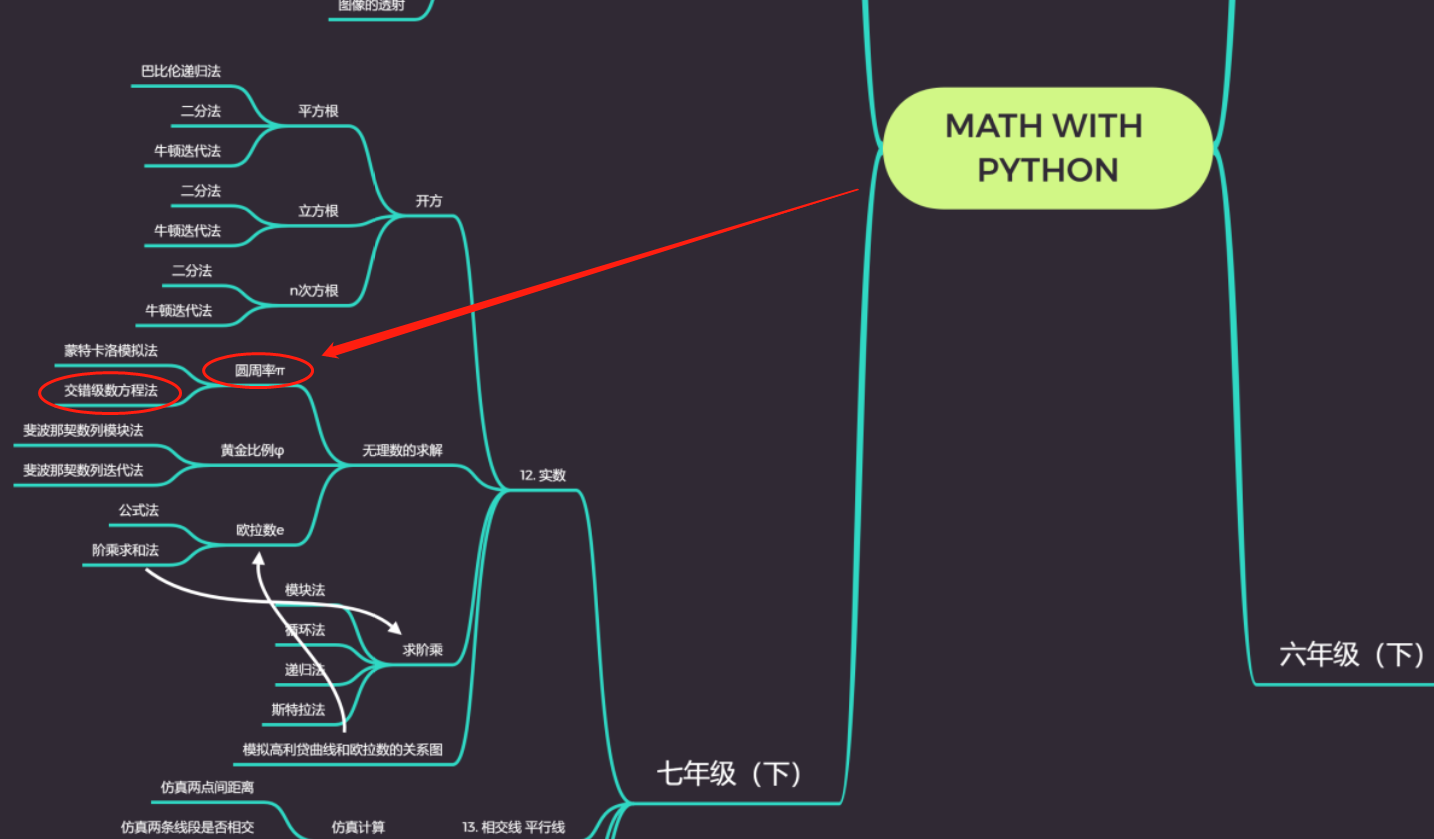 图像的透射
巴比伦递归法
二分法
牛顿迭代法
平方根
二分法
牛顿迭代法
立方根
二分法
牛顿迭代法
n次方根
开方
蒙特卡洛模拟法
交错级数方程法
圆周率π
斐波那契数列模块法
斐波那契数列迭代法
黄金比例φ
无理数的求解
公式法
阶乘求和法
欧拉数e
模块法
循环法
递归法
斯特拉法
求阶乘
模拟高利贷曲线和欧拉数的关系图
12. 实数
仿真两点间距离
仿真两条线段是否相交
仿真计算
13. 相交线 平行线
七年级（下）
MATH WITH
PYTHON
六年级（下）